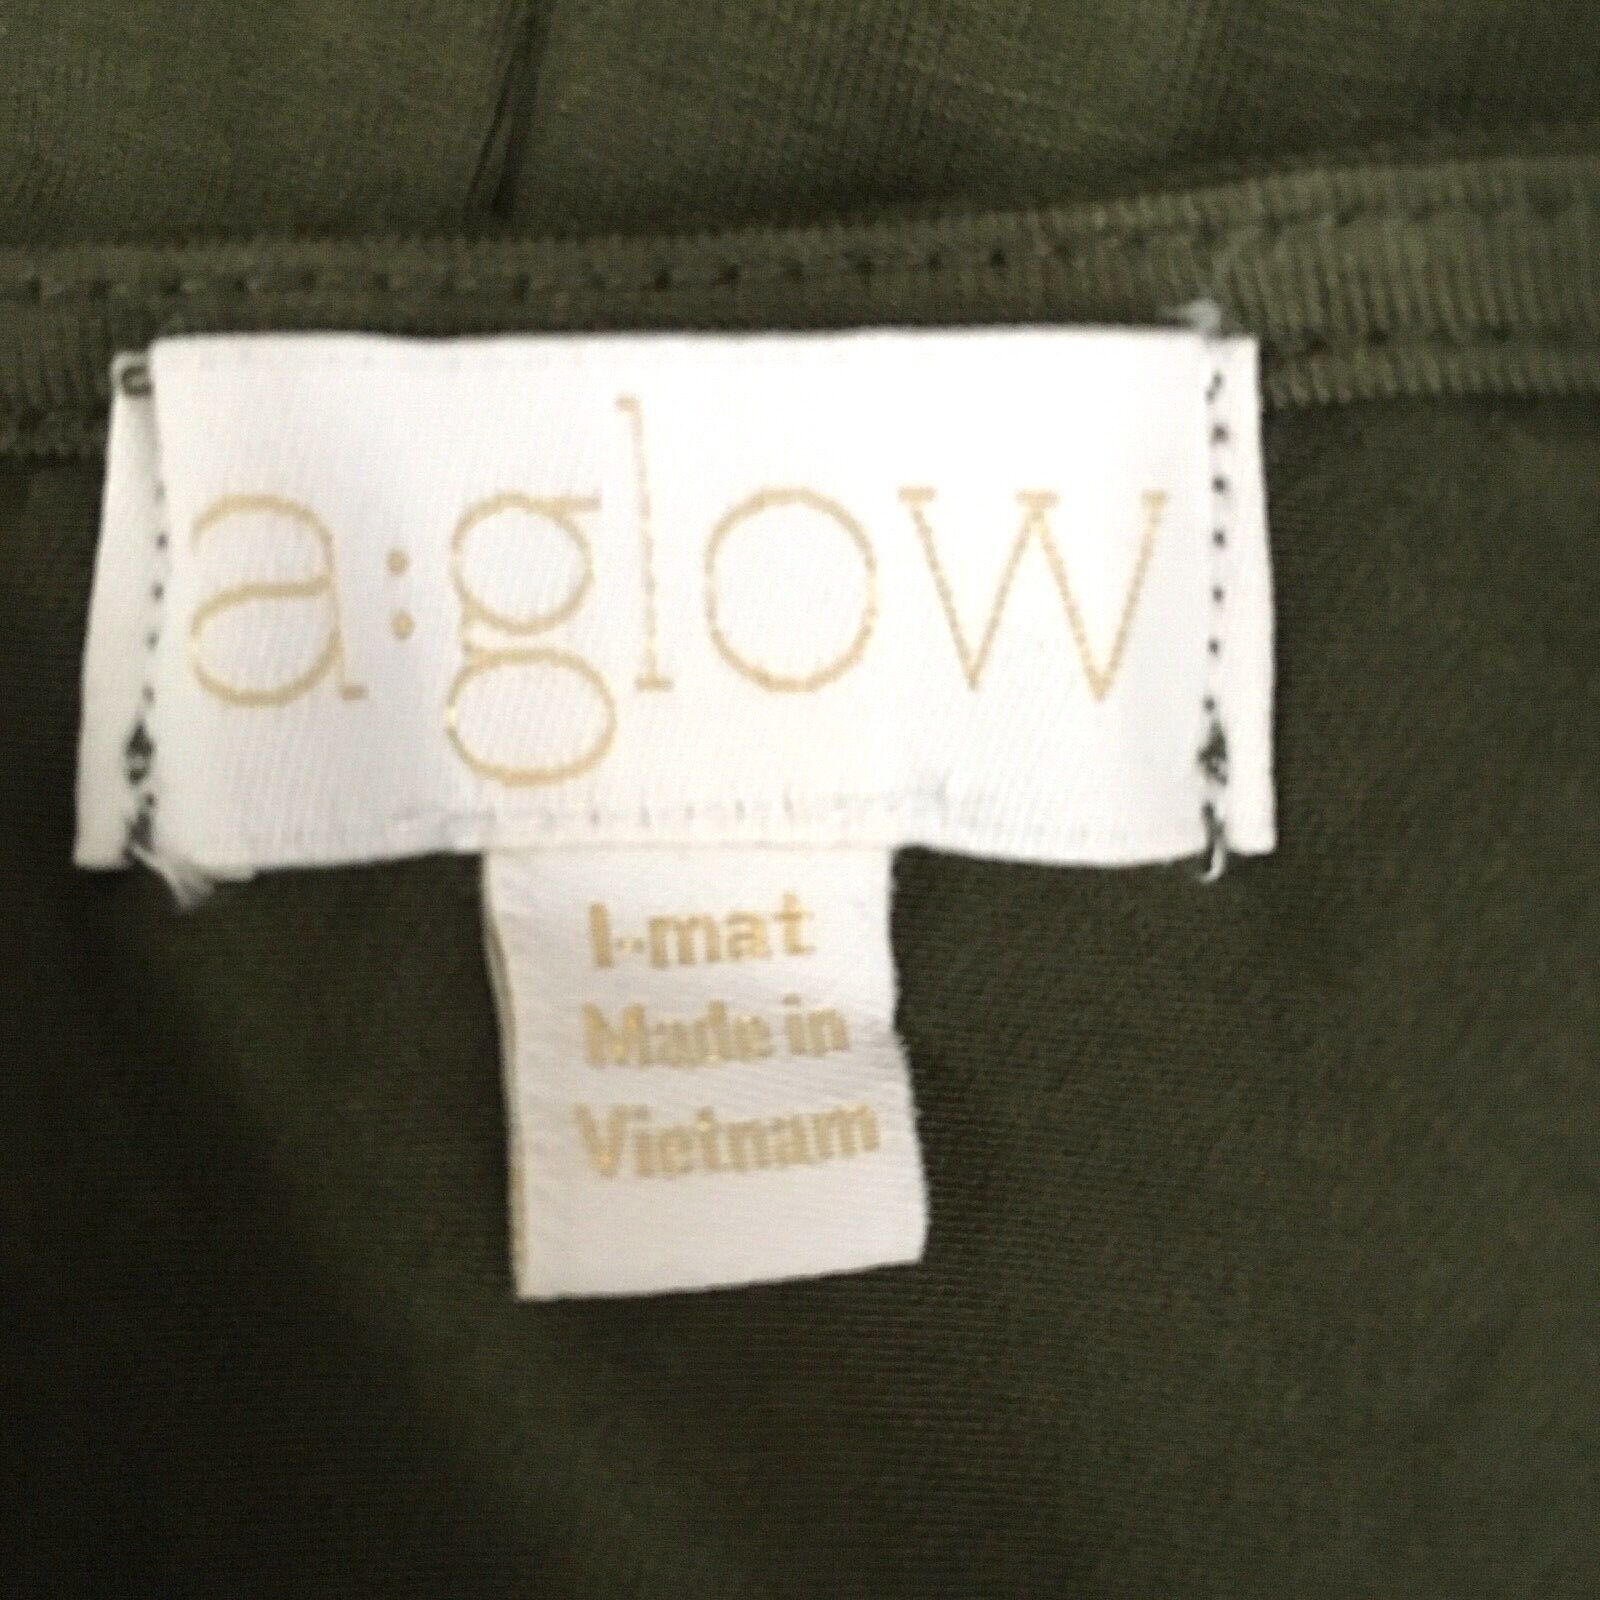 a:glow
l-mat
Made in
Vietnam